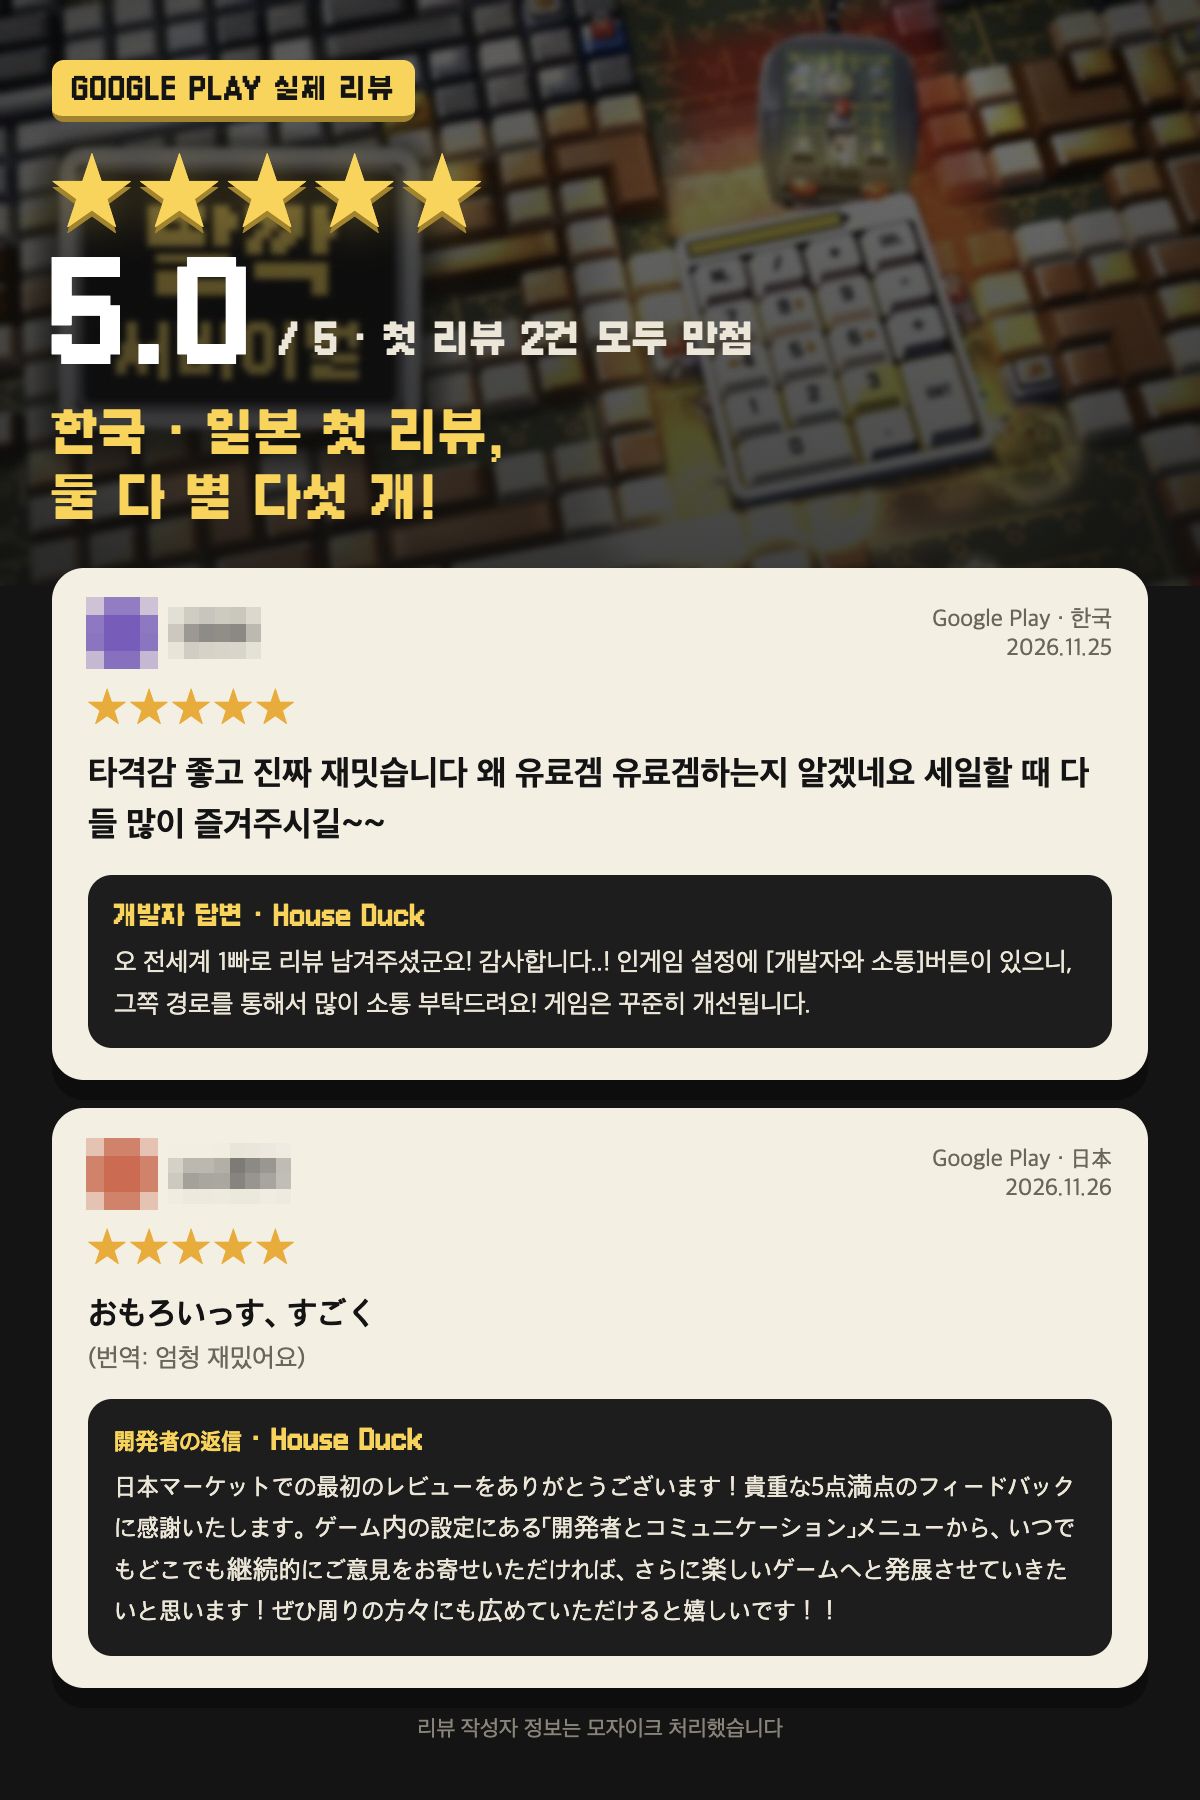 GOOGLE PLAY 실제 리뷰
★★★★★
5.0 / 5 · 첫 리뷰 2건 모두 만점
한국 · 일본 첫 리뷰,
둘 다 별 다섯 개!
Google Play · 한국
2026.11.25
★★★★★
타격감 좋고 진짜 재밋습니다 왜 유료겜 유료겜하는지 알겠네요 세일할 때 다
들 많이 즐겨주시길~~
개발자 답변 · House Duck
오 전세계 1빠로 리뷰 남겨주셨군요! 감사합니다..! 인게임 설정에 [개발자와 소통]버튼이 있으니,
그쪽 경로를 통해서 많이 소통 부탁드려요! 게임은 꾸준히 개선됩니다.
Google Play · 日本
2026.11.26
★★★★★
おもろいっす、すごく
(번역: 엄청 재밌어요)
開発者の返信 · House Duck
日本マーケットでの最初のレビューをありがとうございます！貴重な5点満点のフィードバック
に感謝いたします。ゲーム内の設定にある「開発者とコミュニケーション」メニューから、いつで
もどこでも継続的にご意見をお寄せいただければ、さらに楽しいゲームへと発展させていきた
いと思います！ぜひ周りの方々にも広めていただけると嬉しいです！！
리뷰 작성자 정보는 모자이크 처리했습니다